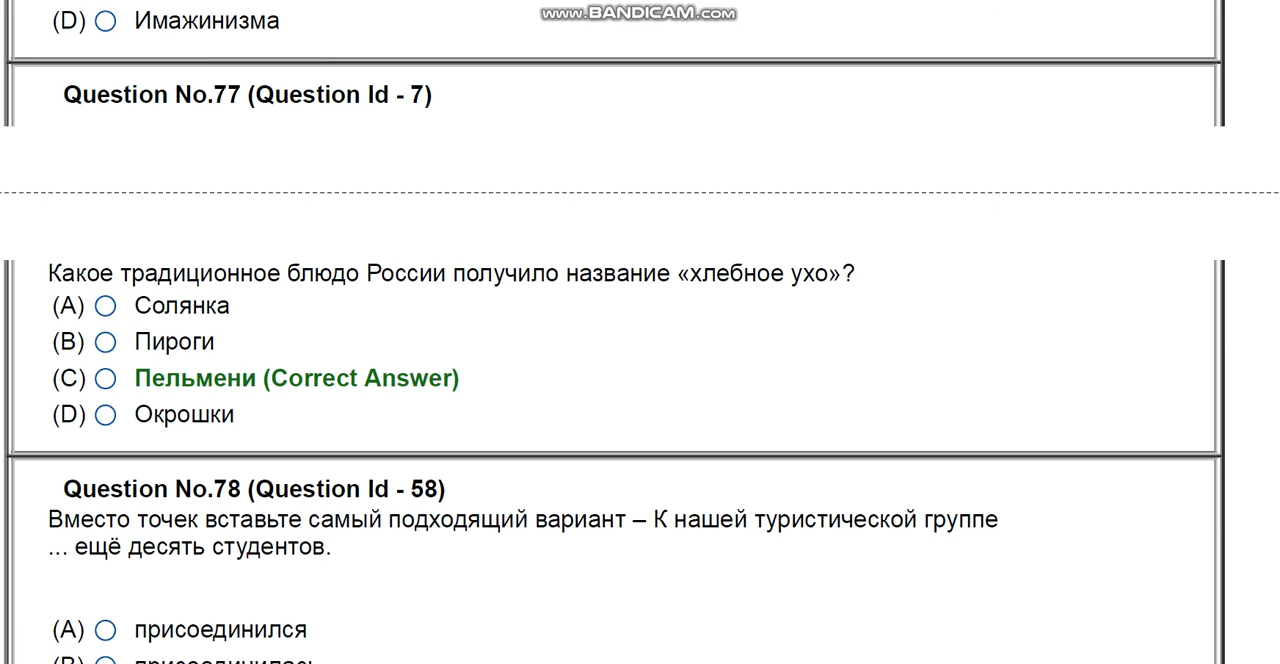 (D) Имажинизма
www.BANDICAM.com
Question No.77 (Question Id - 7)
Какое традиционное блюдо России получило название «хлебное ухо»?
(A) Солянка
(B) Пироги
(C) Пельмени (Correct Answer)
(D) Окрошки
Question No.78 (Question Id - 58)
Вместо точек вставьте самый подходящий вариант – К нашей туристической группе
... ещё десять студентов.
(A) присоединился